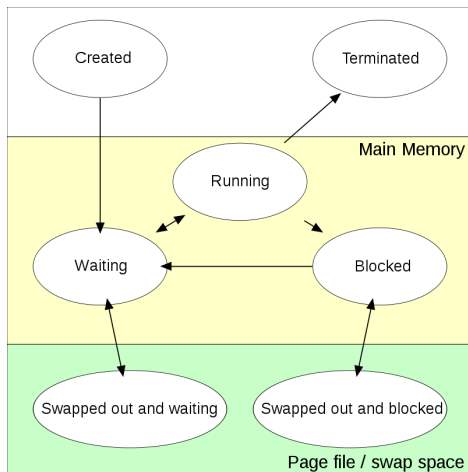 Created
Terminated
Main Memory
Running
Waiting
Blocked
Swapped out and waiting
Swapped out and blocked
Page file / swap space